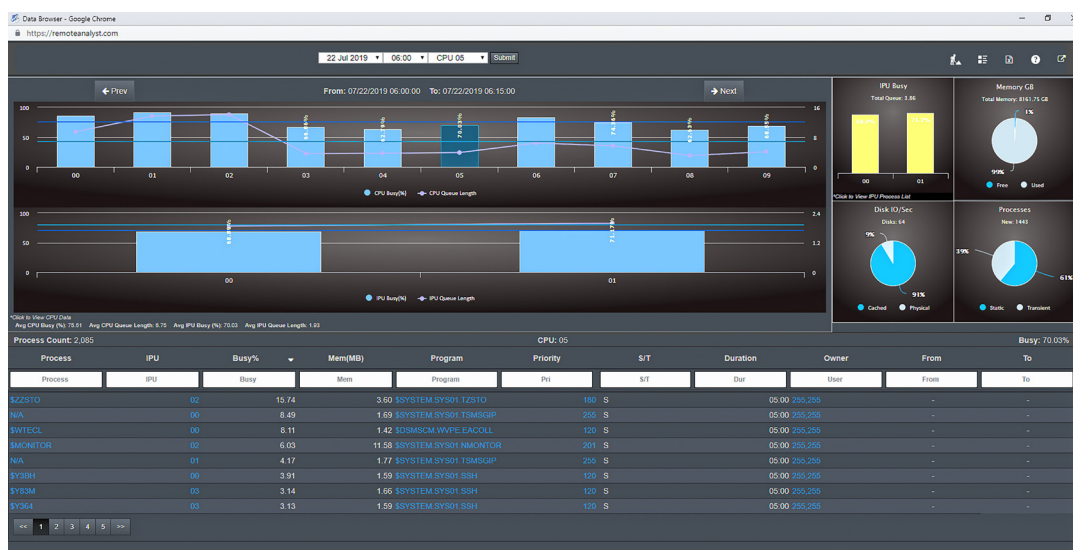 Data Browser - Google Chrome
https://remoteanalyst.com
22 Jul 2019 06:00 CPU 05 Submit
Prev From: 07/22/2019 06:00:00 To: 07/22/2019 06:15:00 Next
100 16
50 8
0 0
00 01 02 03 04 05 06 07 08 09
70.03%
CPU Busy(%) CPU Queue Length
100 2.4
50 1.2
0 0
71.17%
00 01
IPU Busy(%) IPU Queue Length
*Click to View CPU Data
Avg CPU Busy (%): 75.51 Avg CPU Queue Length: 6.75 Avg IPU Busy (%): 70.03 Avg IPU Queue Length: 1.93
IPU Busy
Total Queue: 3.86
00 01
*Click to View IPU Process List
Memory GB
Total Memory: 8161.75 GB
1%
99%
Free Used
Disk IO/Sec
Disks: 64
9%
91%
Cached Physical
Processes
New: 1443
39%
61%
Static Transient
Process Count: 2,085 CPU: 05 Busy: 70.03%
Process IPU Busy% Mem(MB) Program Priority S/T Duration Owner From To
Process IPU Busy Mem Program Pri S/T Dur User From To
$ZZSTO 02 15.74 3.60 $SYSTEM.SYS01.TZSTO 180 S 05:00 255,255 - -
N/A 00 8.49 1.69 $SYSTEM.SYS01.TSMSGIP 255 S 05:00 255,255 - -
$WTECL 00 8.11 1.42 $DSMSCM.WVPE.EACOLL 120 S 05:00 255,255 - -
$MONITOR 02 6.03 11.58 $SYSTEM.SYS01.NMONTOR 201 S 05:00 255,255 - -
N/A 01 4.17 1.77 $SYSTEM.SYS01.TSMSGIP 255 S 05:00 255,255 - -
$Y3BH 00 3.91 1.59 $SYSTEM.SYS01.SSH 120 S 05:00 255,255 - -
$Y83M 03 3.14 1.66 $SYSTEM.SYS01.SSH 120 S 05:00 255,255 - -
$Y364 03 3.13 1.59 $SYSTEM.SYS01.SSH 120 S 05:00 255,255 - -
<< 1 2 3 4 5 >>